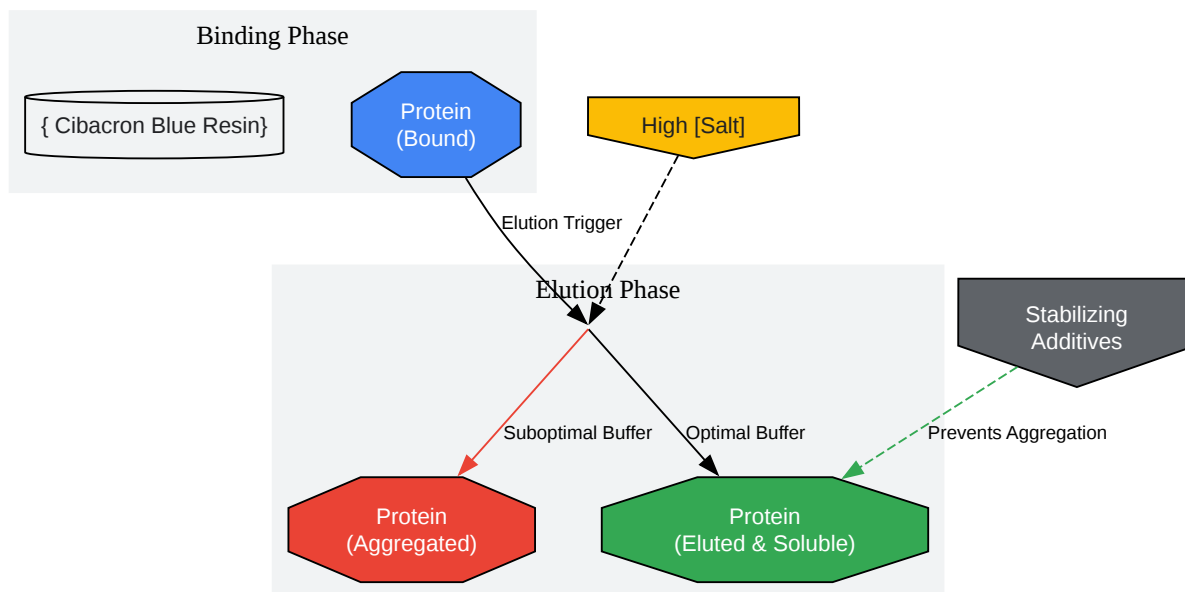 Binding Phase
{ Cibacron Blue Resin}
Protein
(Bound)
High [Salt]
Elution Trigger
Elution Phase
Stabilizing
Additives
Suboptimal Buffer
Optimal Buffer
Prevents Aggregation
Protein
(Aggregated)
Protein
(Eluted & Soluble)